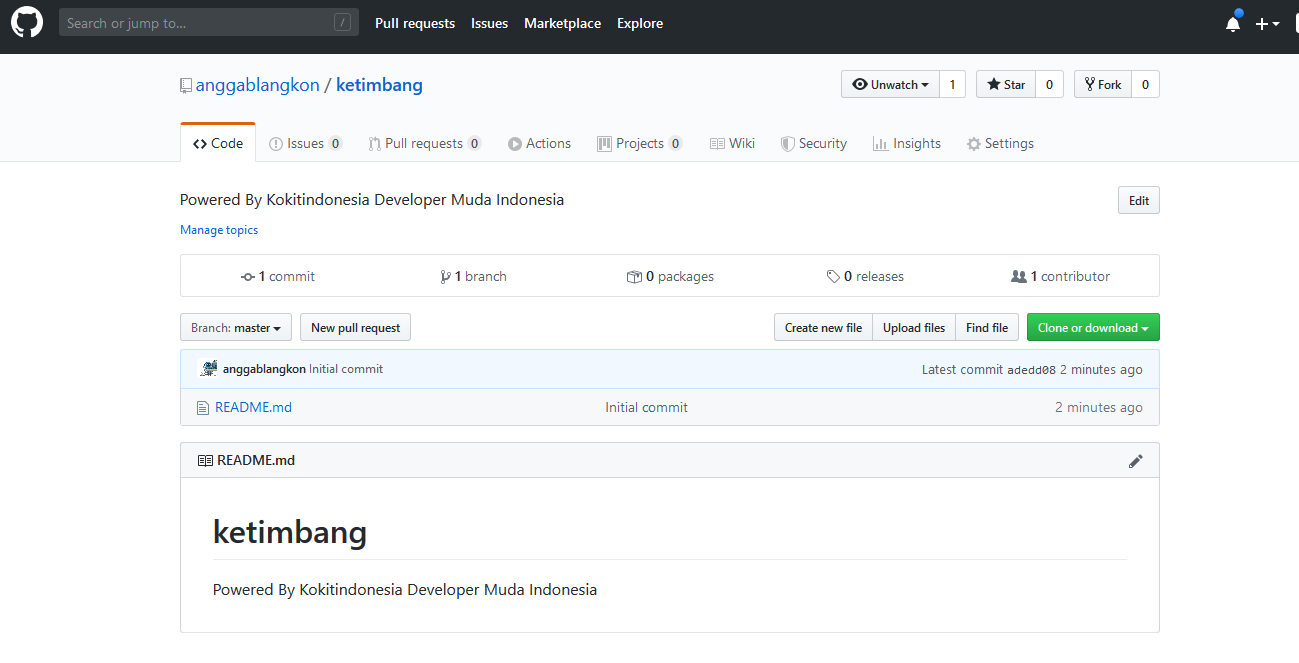 Search or jump to... /
Pull requests Issues Marketplace Explore
anggablangkon / ketimbang
Unwatch 1 Star 0 Fork 0
Code Issues 0 Pull requests 0 Actions Projects 0 Wiki Security Insights Settings
Powered By Kokitindonesia Developer Muda Indonesia
Edit
Manage topics
1 commit 1 branch 0 packages 0 releases 1 contributor
Branch: master New pull request Create new file Upload files Find file Clone or download
anggablangkon Initial commit Latest commit adedd08 2 minutes ago
README.md Initial commit 2 minutes ago
README.md
ketimbang
Powered By Kokitindonesia Developer Muda Indonesia